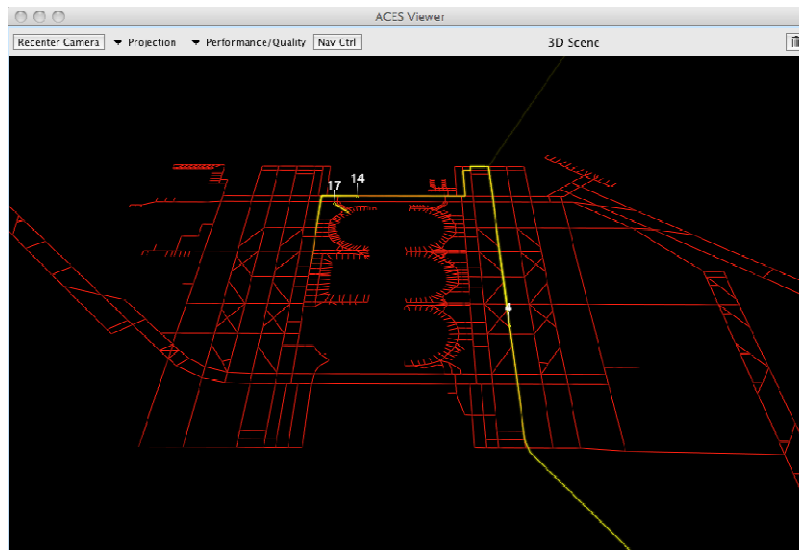 ACES Viewer
Recenter Camera Projection Performance/Quality Nav Ctrl 3D Scene
14
17
4